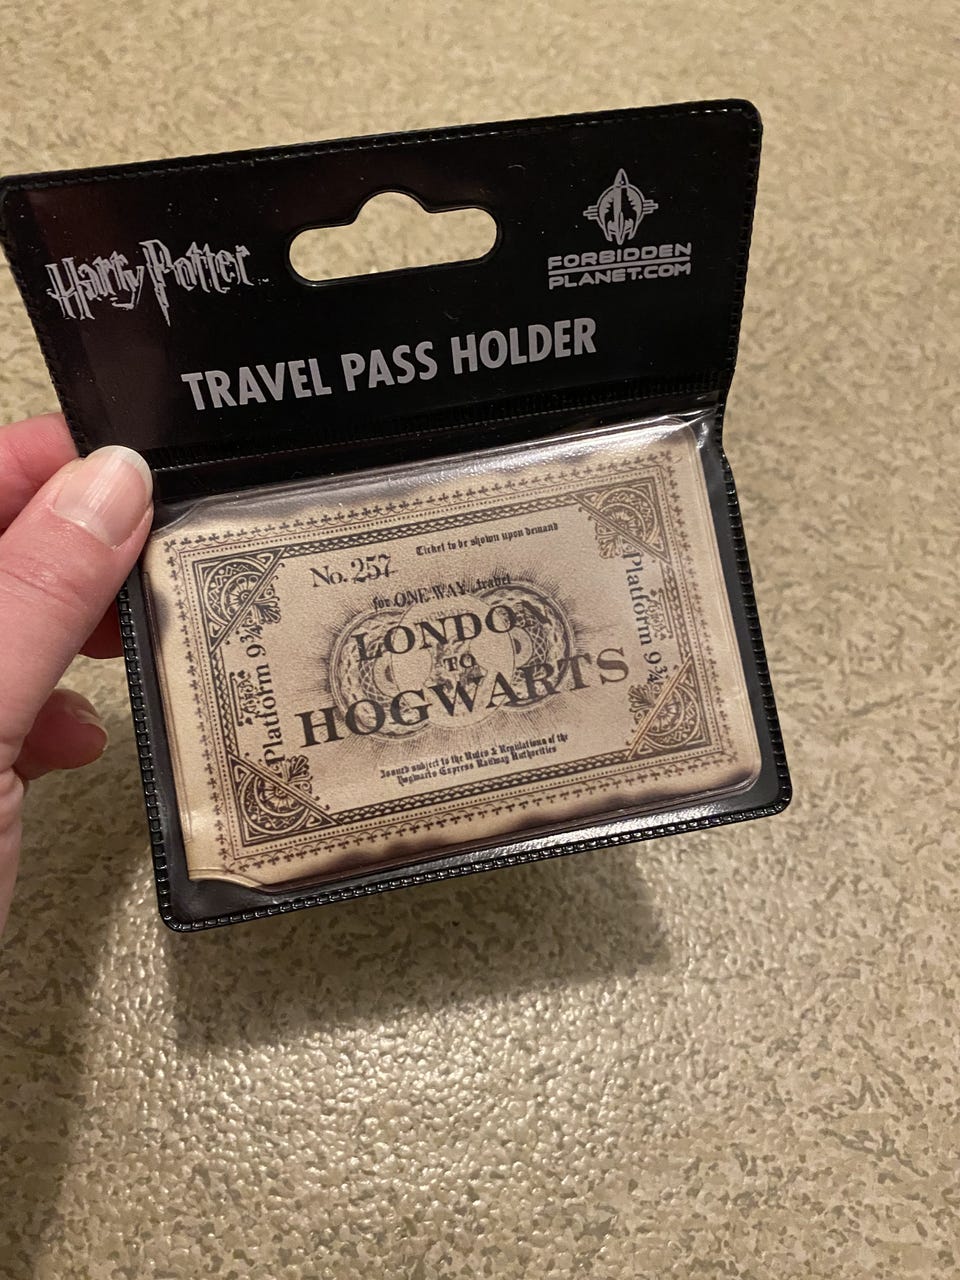 Harry Potter
FORBIDDEN
PLANET.COM
TRAVEL PASS HOLDER
No. 257
Ticket to be shown upon demand
for ONE WAY travel
LONDON
TO
HOGWARTS
Platform 9¾
Platform 9¾
Issued subject to the Rules & Regulations of the
Hogwarts Express Railway Authorities